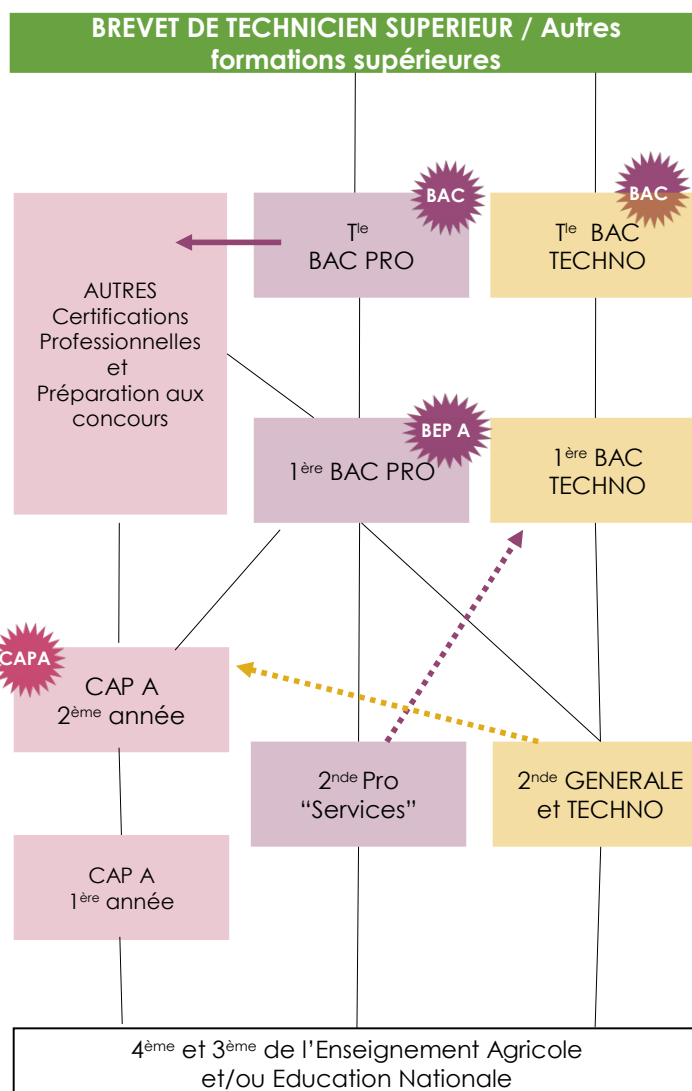 BREVET DE TECHNICIEN SUPERIEUR / Autres
formations supérieures
BAC
BAC
Tle
BAC PRO
Tle BAC
TECHNO
AUTRES
Certifications
Professionnelles
et
Préparation aux
concours
BEP A
1ère BAC PRO
1ère BAC
TECHNO
CAPA
CAP A
2ème année
2nde Pro
“Services”
2nde GENERALE
et TECHNO
CAP A
1ère année
4ème et 3ème de l’Enseignement Agricole
et/ou Education Nationale